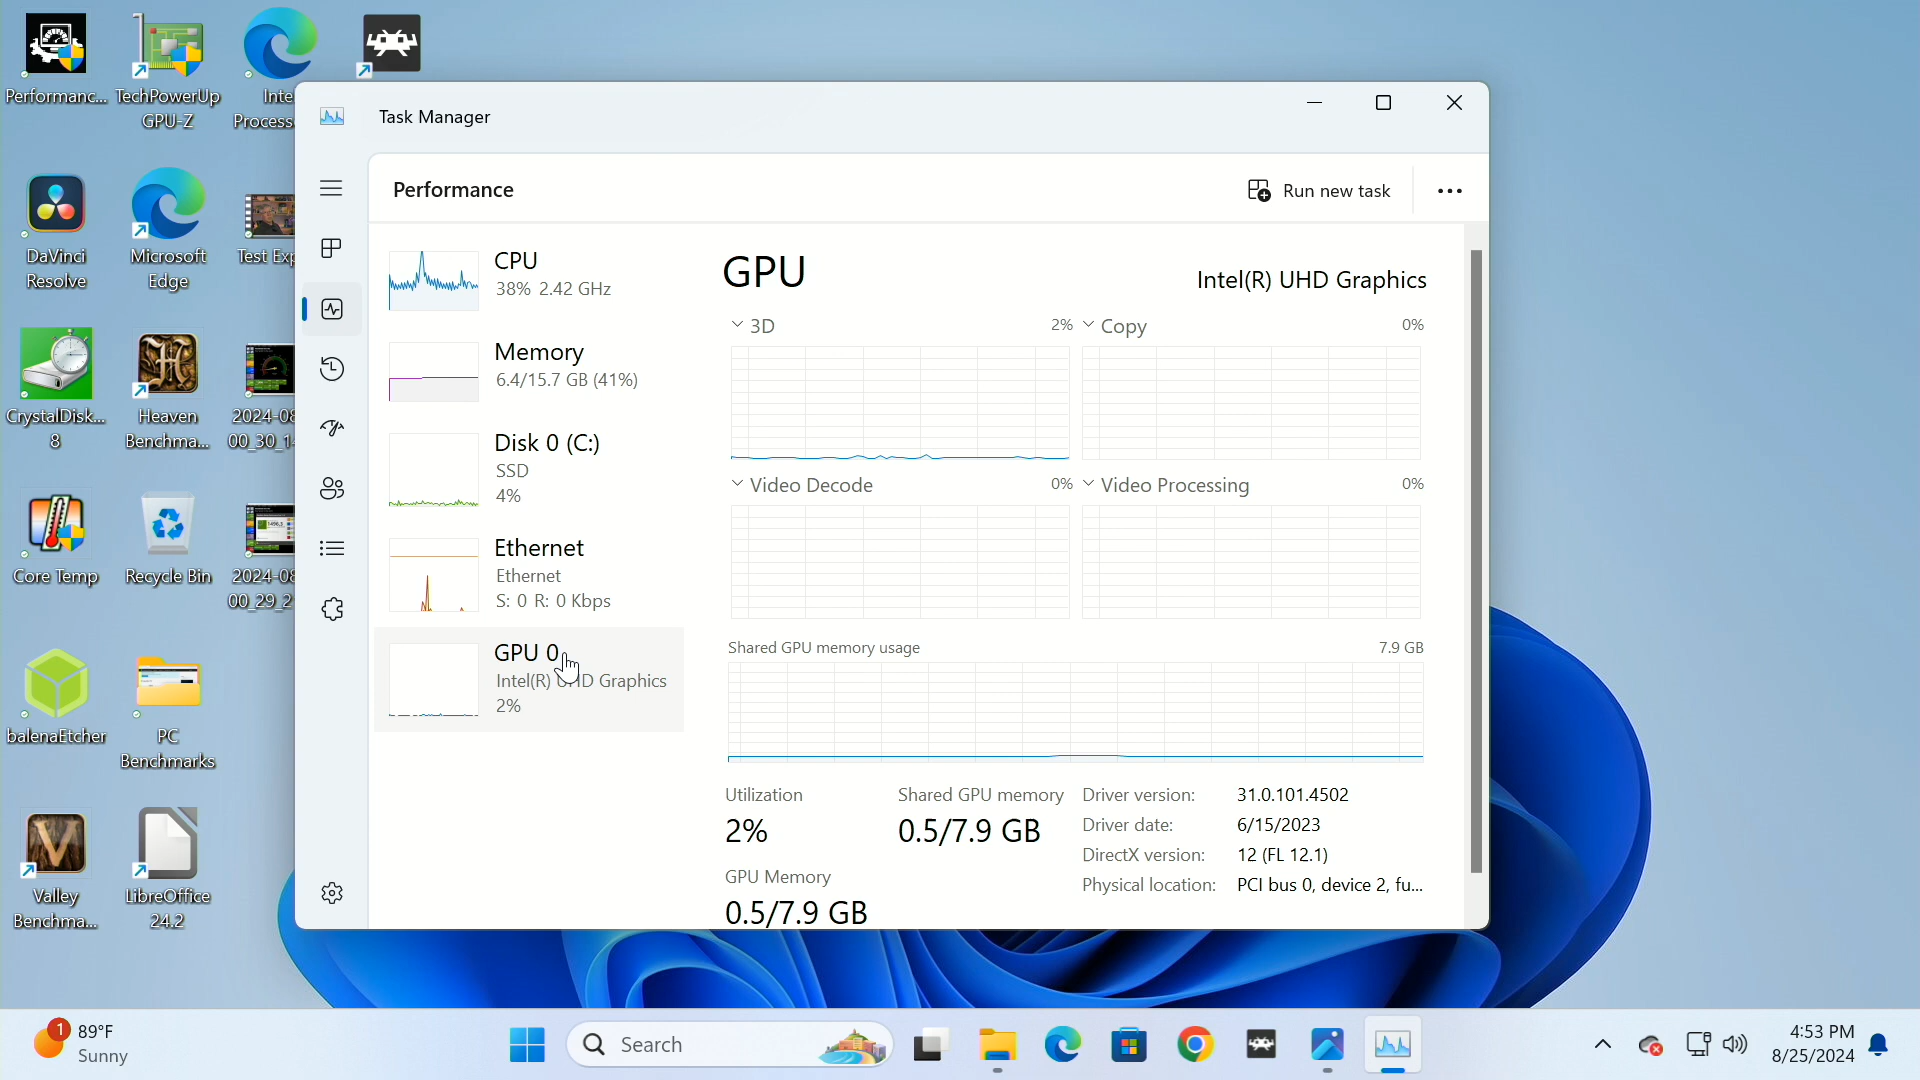 Performanc...
TechPowerUp
GPU-Z
Inte
Process
DaVinci
Resolve
Microsoft
Edge
Test Exp
CrystalDisk...
8
Heaven
Benchma...
2024-08
00_30_1
Core Temp
Recycle Bin
2024-08
00_29_2
balenaEtcher
PC
Benchmarks
Valley
Benchma...
LibreOffice
24.2
Task Manager
Performance
Run new task
CPU
38% 2.42 GHz
Memory
6.4/15.7 GB (41%)
Disk 0 (C:)
SSD
4%
Ethernet
Ethernet
S: 0 R: 0 Kbps
GPU 0
Intel(R) UHD Graphics
2%
GPU
Intel(R) UHD Graphics
3D 2%
Copy 0%
Video Decode 0%
Video Processing 0%
Shared GPU memory usage 7.9 GB
Utilization
2%
Shared GPU memory
0.5/7.9 GB
GPU Memory
0.5/7.9 GB
Driver version: 31.0.101.4502
Driver date: 6/15/2023
DirectX version: 12 (FL 12.1)
Physical location: PCI bus 0, device 2, fu...
1
89°F
Sunny
Search
4:53 PM
8/25/2024